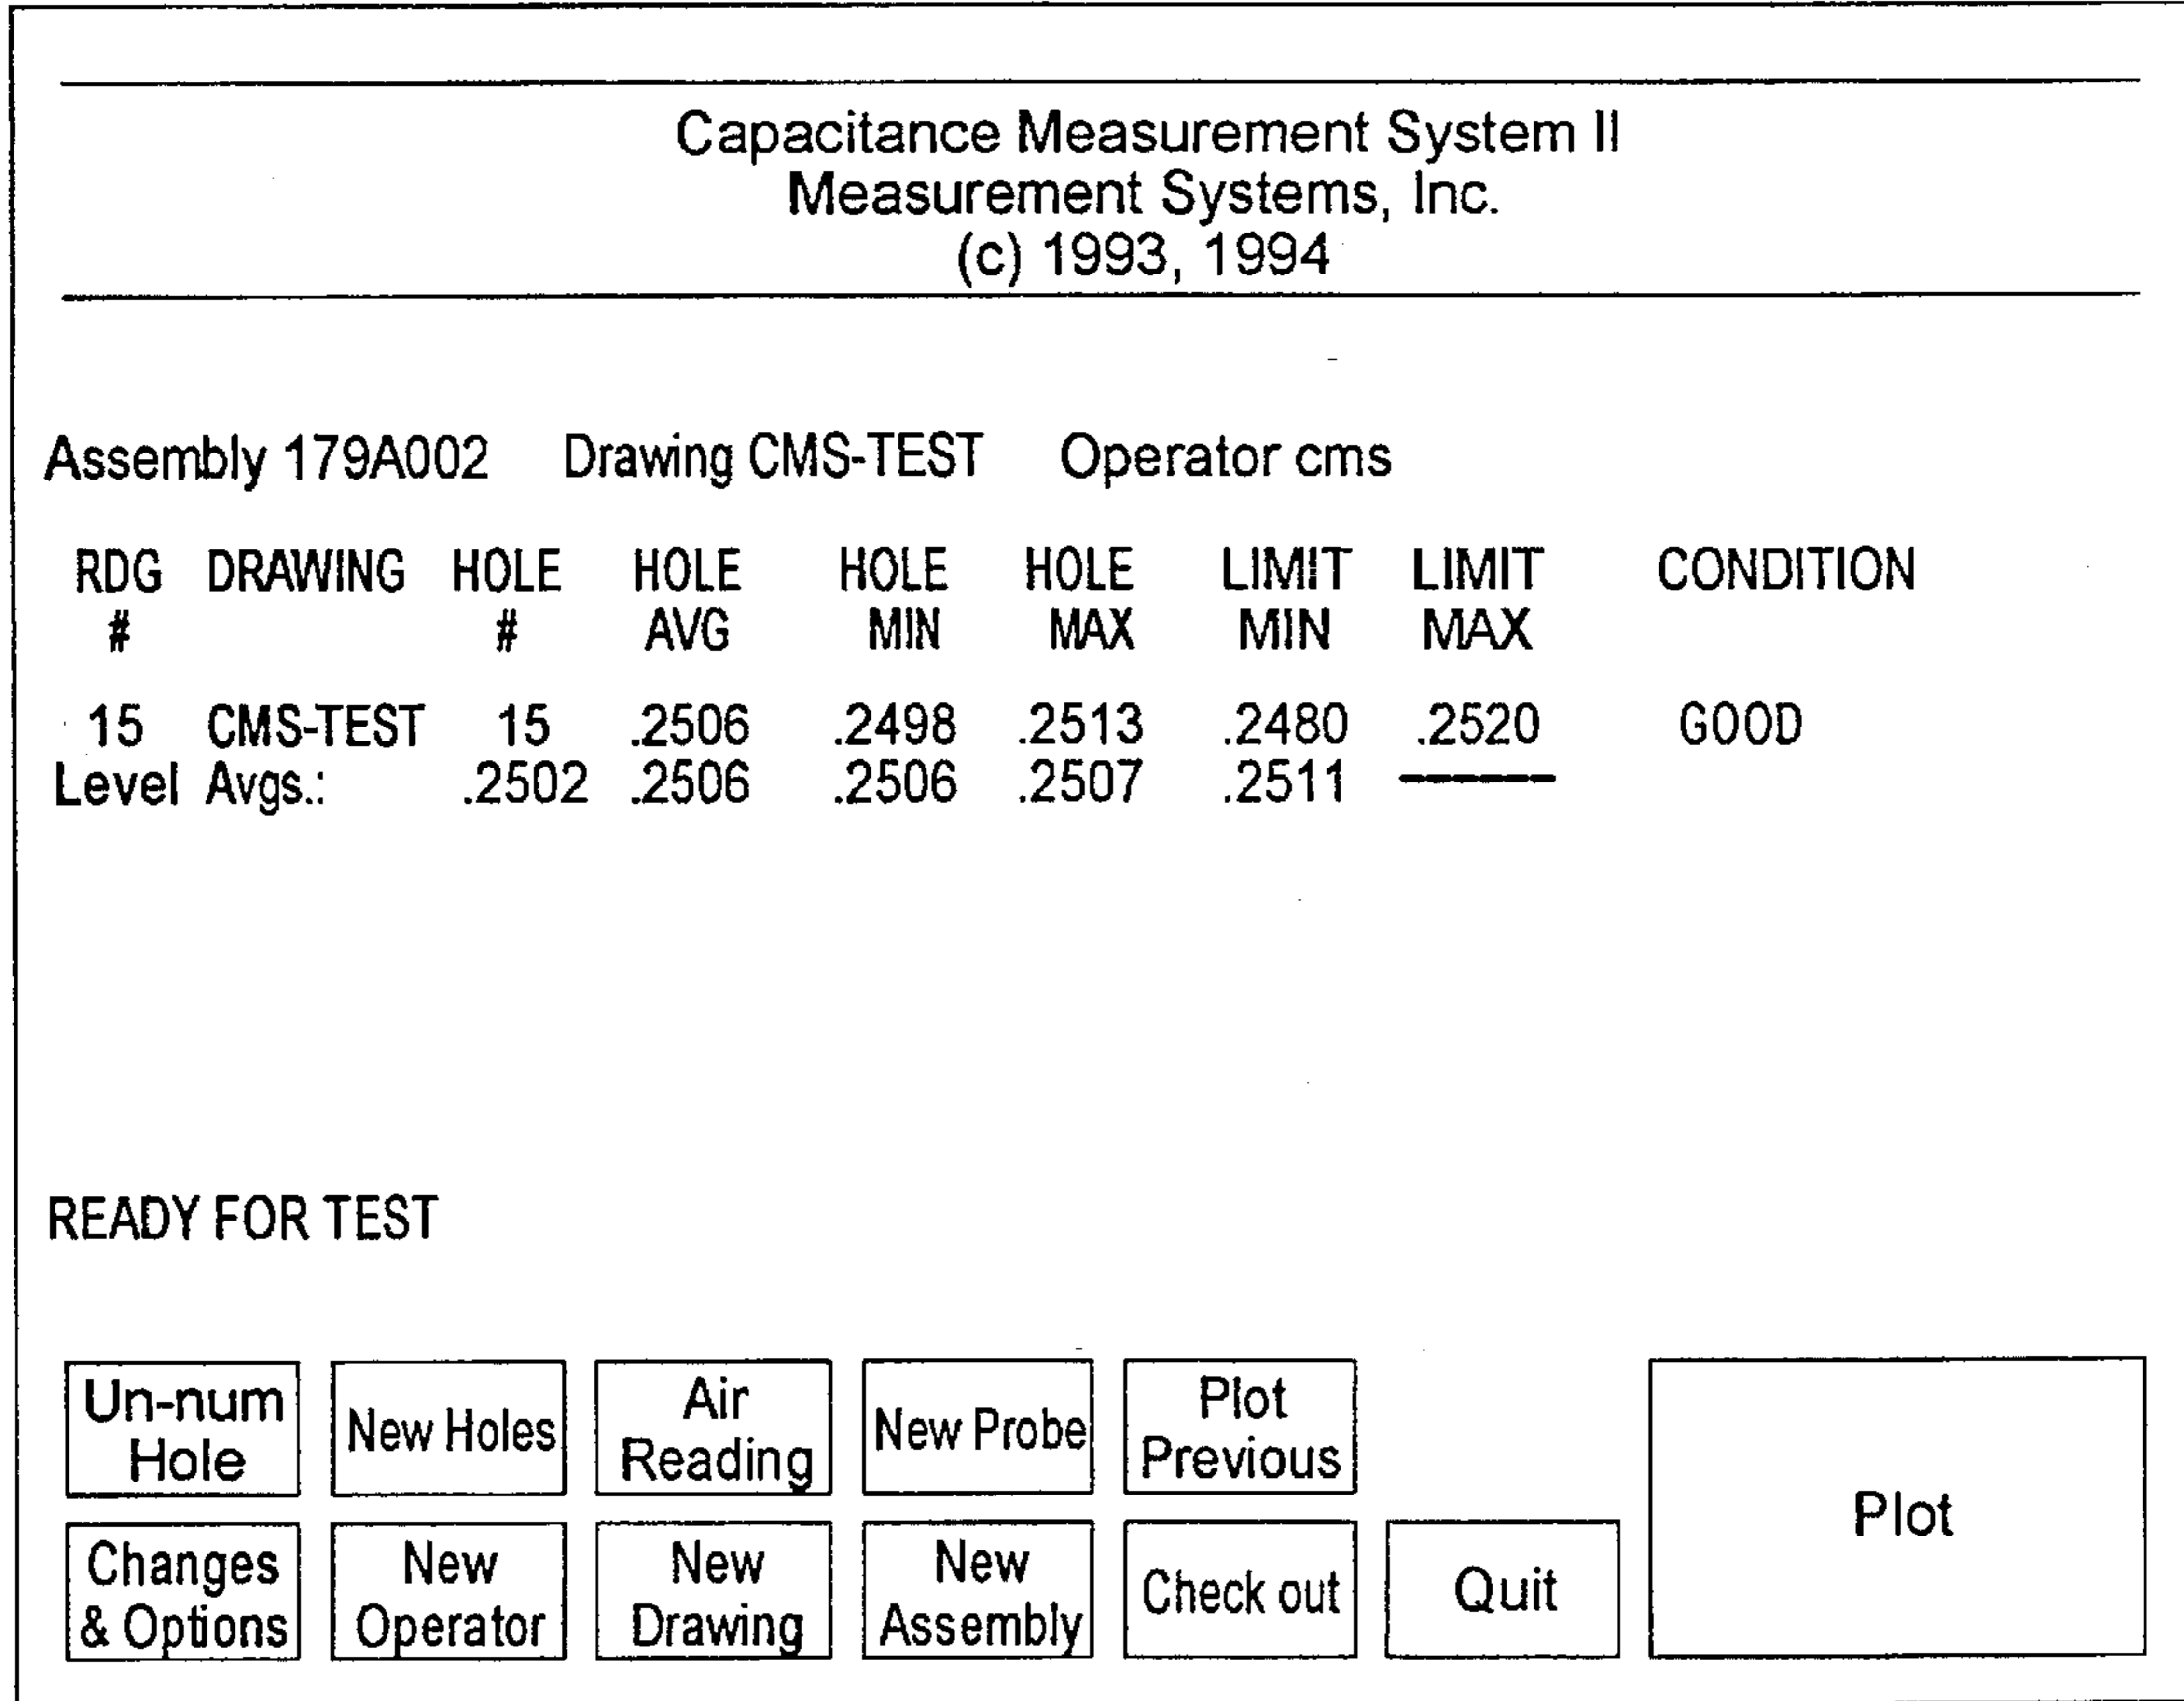 Capacitance Measurement System II
Measurement Systems, Inc.
(c) 1993, 1994
Assembly 179A002 Drawing CMS-TEST Operator cms
RDG DRAWING HOLE HOLE HOLE HOLE LIMIT LIMIT CONDITION
# # AVG MIN MAX MIN MAX
15 CMS-TEST 15 .2506 .2498 .2513 .2480 .2520 GOOD
Level Avgs.: .2502 .2506 .2506 .2507 .2511
READY FOR TEST
Un-num
Hole
New Holes
Air
Reading
New Probe
Plot
Previous
Plot
Changes
& Options
New
Operator
New
Drawing
New
Assembly
Check out
Quit